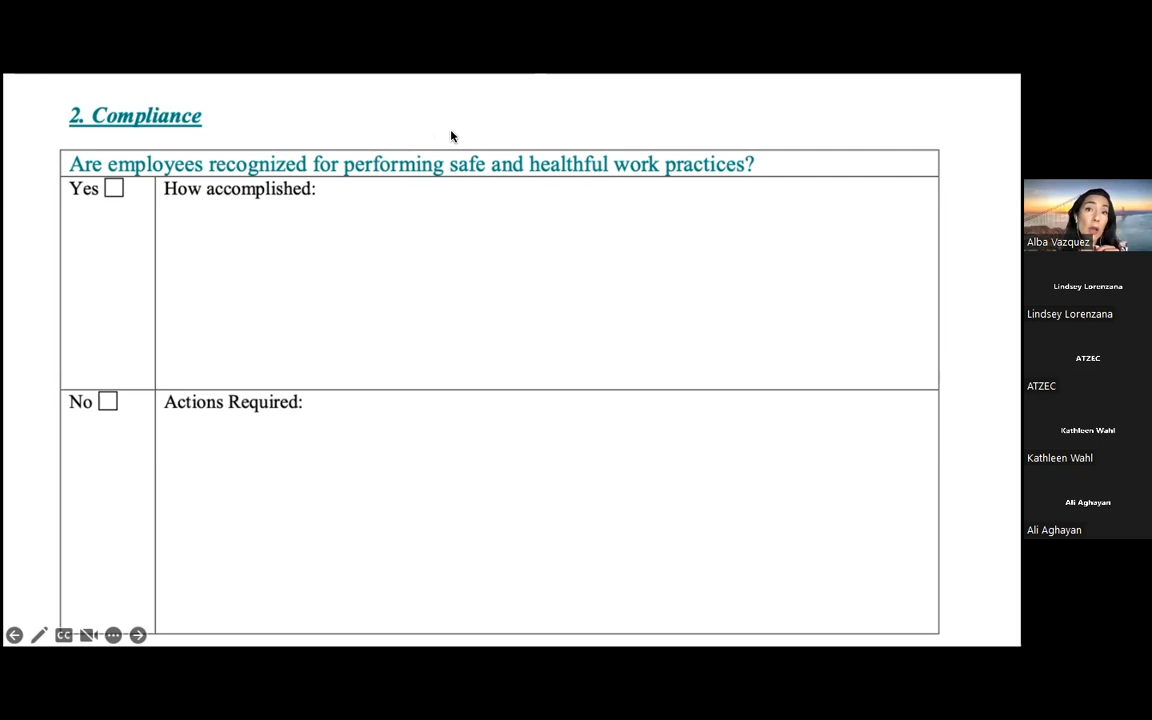 2. Compliance
Are employees recognized for performing safe and healthful work practices?
Yes
How accomplished:
No
Actions Required:
CC
Alba Vazquez
Lindsey Lorenzana
Lindsey Lorenzana
ATZEC
ATZEC
Kathleen Wahl
Kathleen Wahl
Ali Aghayan
Ali Aghayan